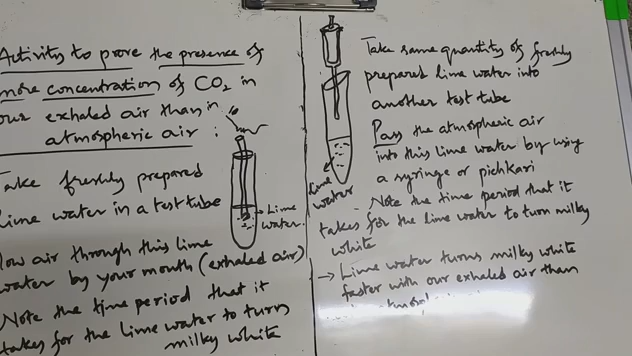 Activity to prove the presence of
more concentration of CO2 in
our exhaled air than in
atmospheric air :
Take freshly prepared
lime water in a test tube
Lime
water
Blow air through this lime
water by your mouth (exhaled air)
Note the time period that it
takes for the lime water to turns
milky white
Take same quantity of freshly
prepared lime water into
another test tube
Pass the atmospheric air
into this lime water by using
a syringe or pichkari
Lime
water
Note the time period that it
takes for the lime water to turn milky
white
→ Lime water turns milky white
faster with our exhaled air than